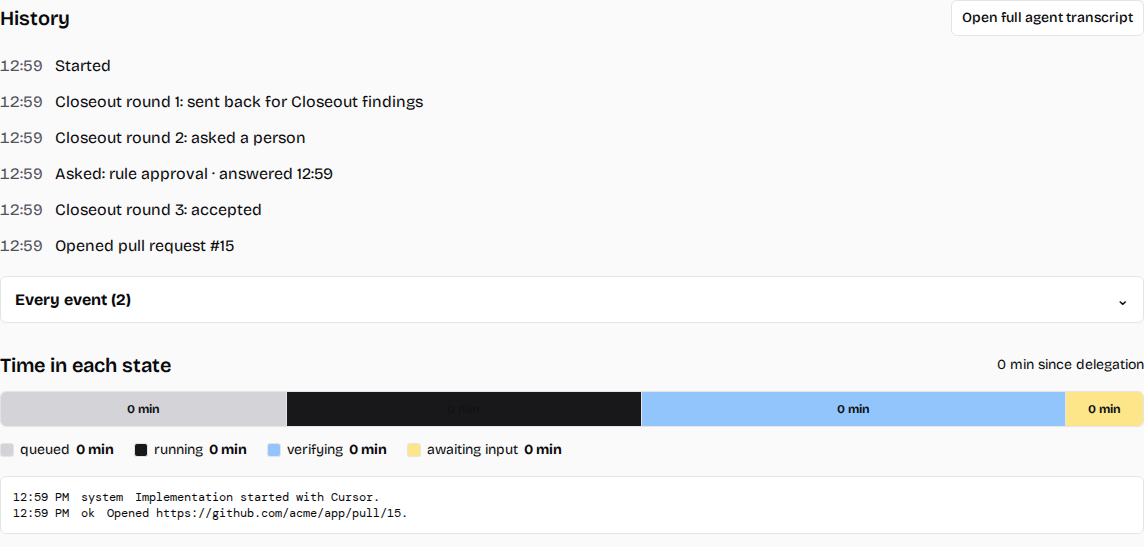 History
Open full agent transcript
12:59 Started
12:59 Closeout round 1: sent back for Closeout findings
12:59 Closeout round 2: asked a person
12:59 Asked: rule approval · answered 12:59
12:59 Closeout round 3: accepted
12:59 Opened pull request #15
Every event (2)
Time in each state
0 min since delegation
0 min 0 min 0 min 0 min
queued 0 min running 0 min verifying 0 min awaiting input 0 min
12:59 PM system Implementation started with Cursor.
12:59 PM ok Opened https://github.com/acme/app/pull/15.